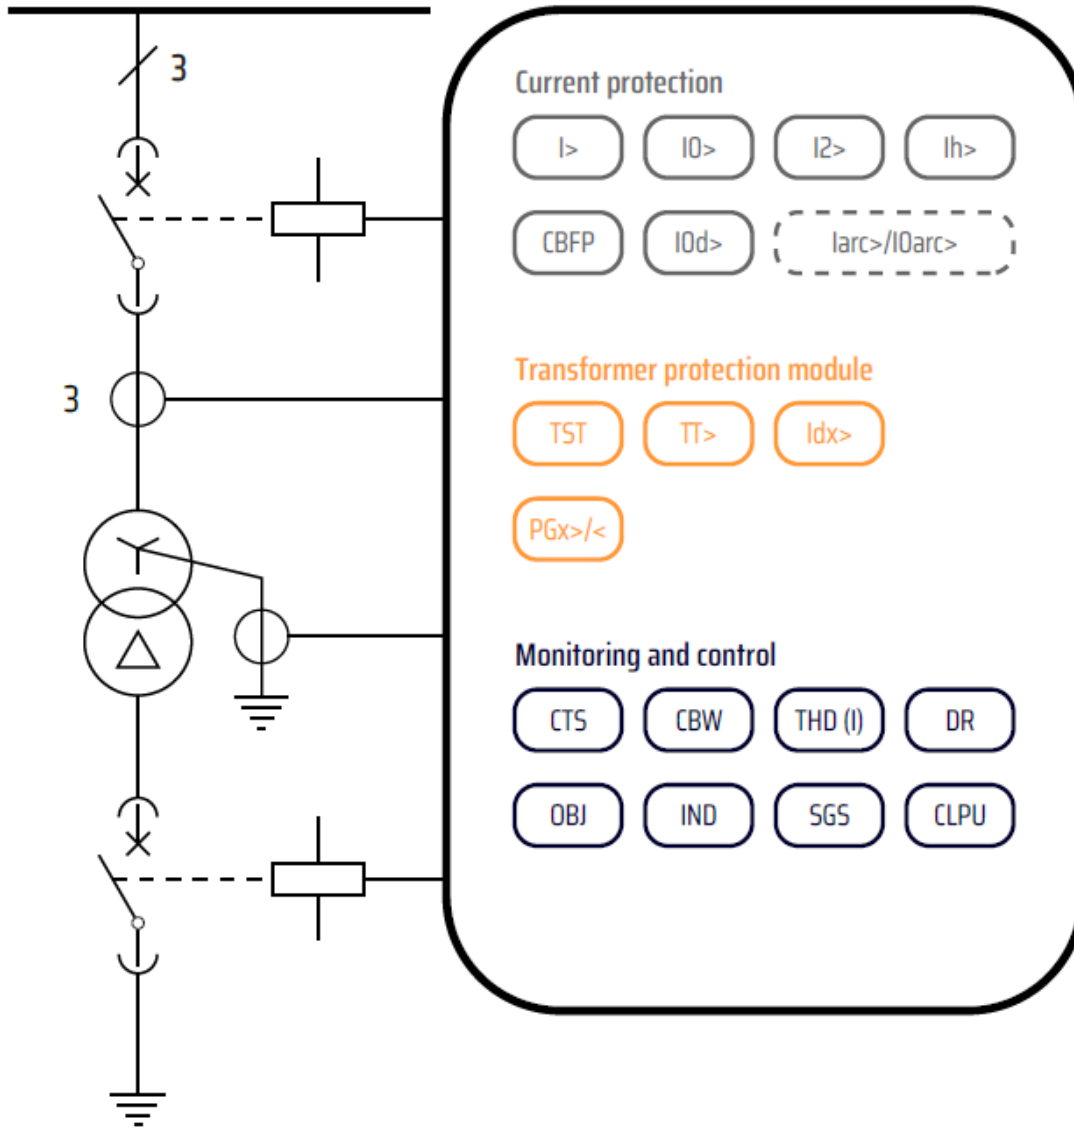 3
3
Current protection
I> I0> I2> Ih>
CBFP I0d> Iarc>/I0arc>
Transformer protection module
TST TT> Idx>
PGx>/<
Monitoring and control
CTS CBW THD (I) DR
OBJ IND SGS CLPU